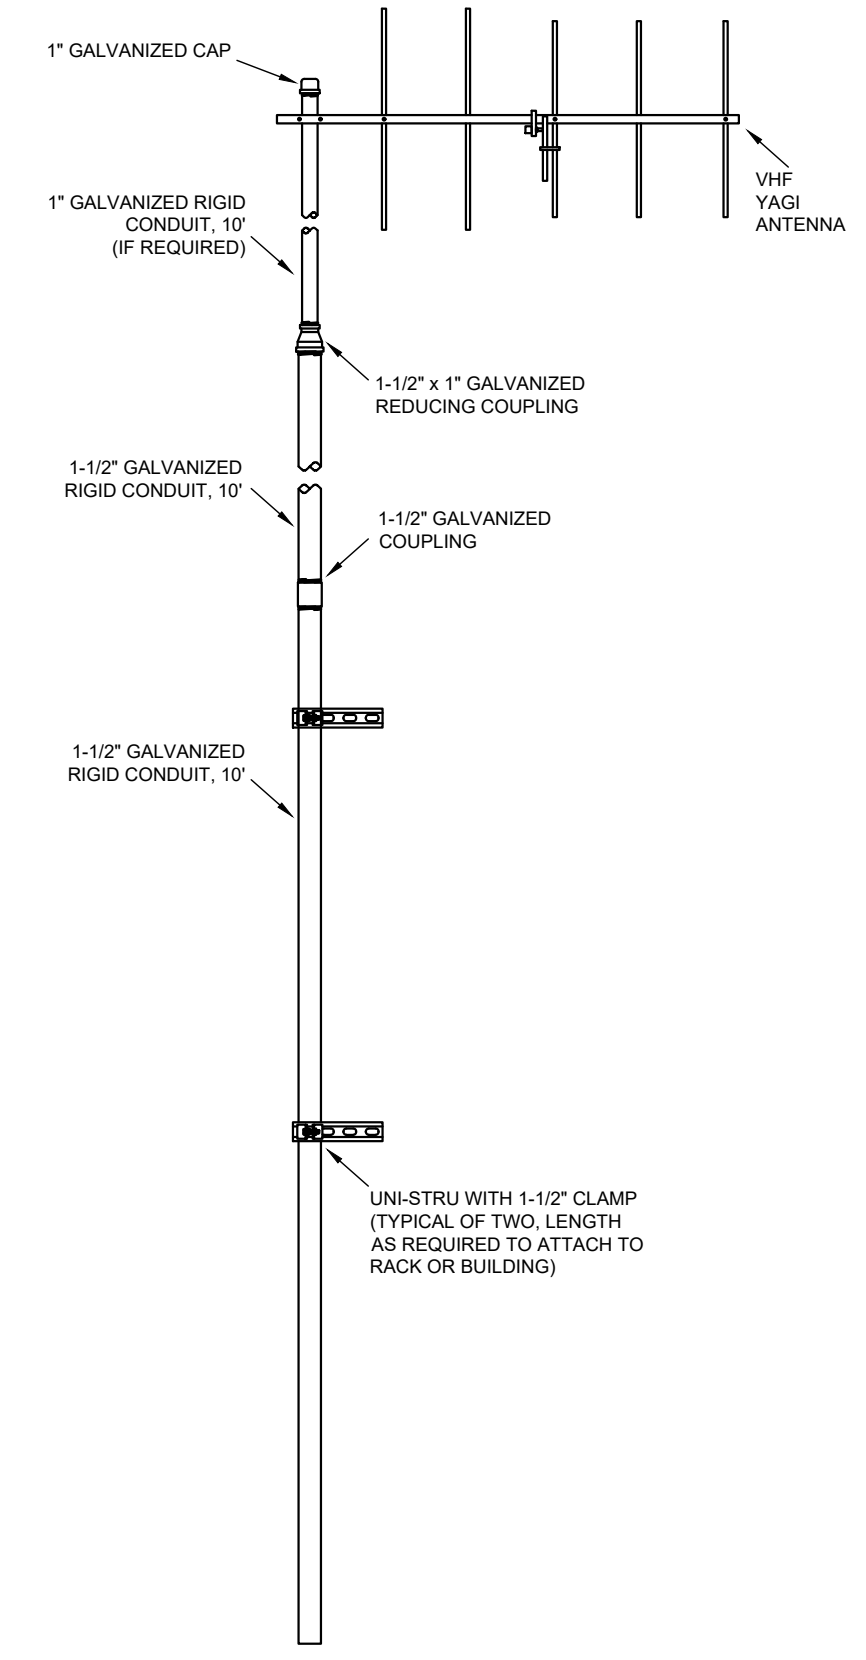 1" GALVANIZED CAP
VHF
YAGI
ANTENNA
1" GALVANIZED RIGID
CONDUIT, 10'
(IF REQUIRED)
1-1/2" x 1" GALVANIZED
REDUCING COUPLING
1-1/2" GALVANIZED
RIGID CONDUIT, 10'
1-1/2" GALVANIZED
COUPLING
1-1/2" GALVANIZED
RIGID CONDUIT, 10'
UNI-STRU WITH 1-1/2" CLAMP
(TYPICAL OF TWO, LENGTH
AS REQUIRED TO ATTACH TO
RACK OR BUILDING)